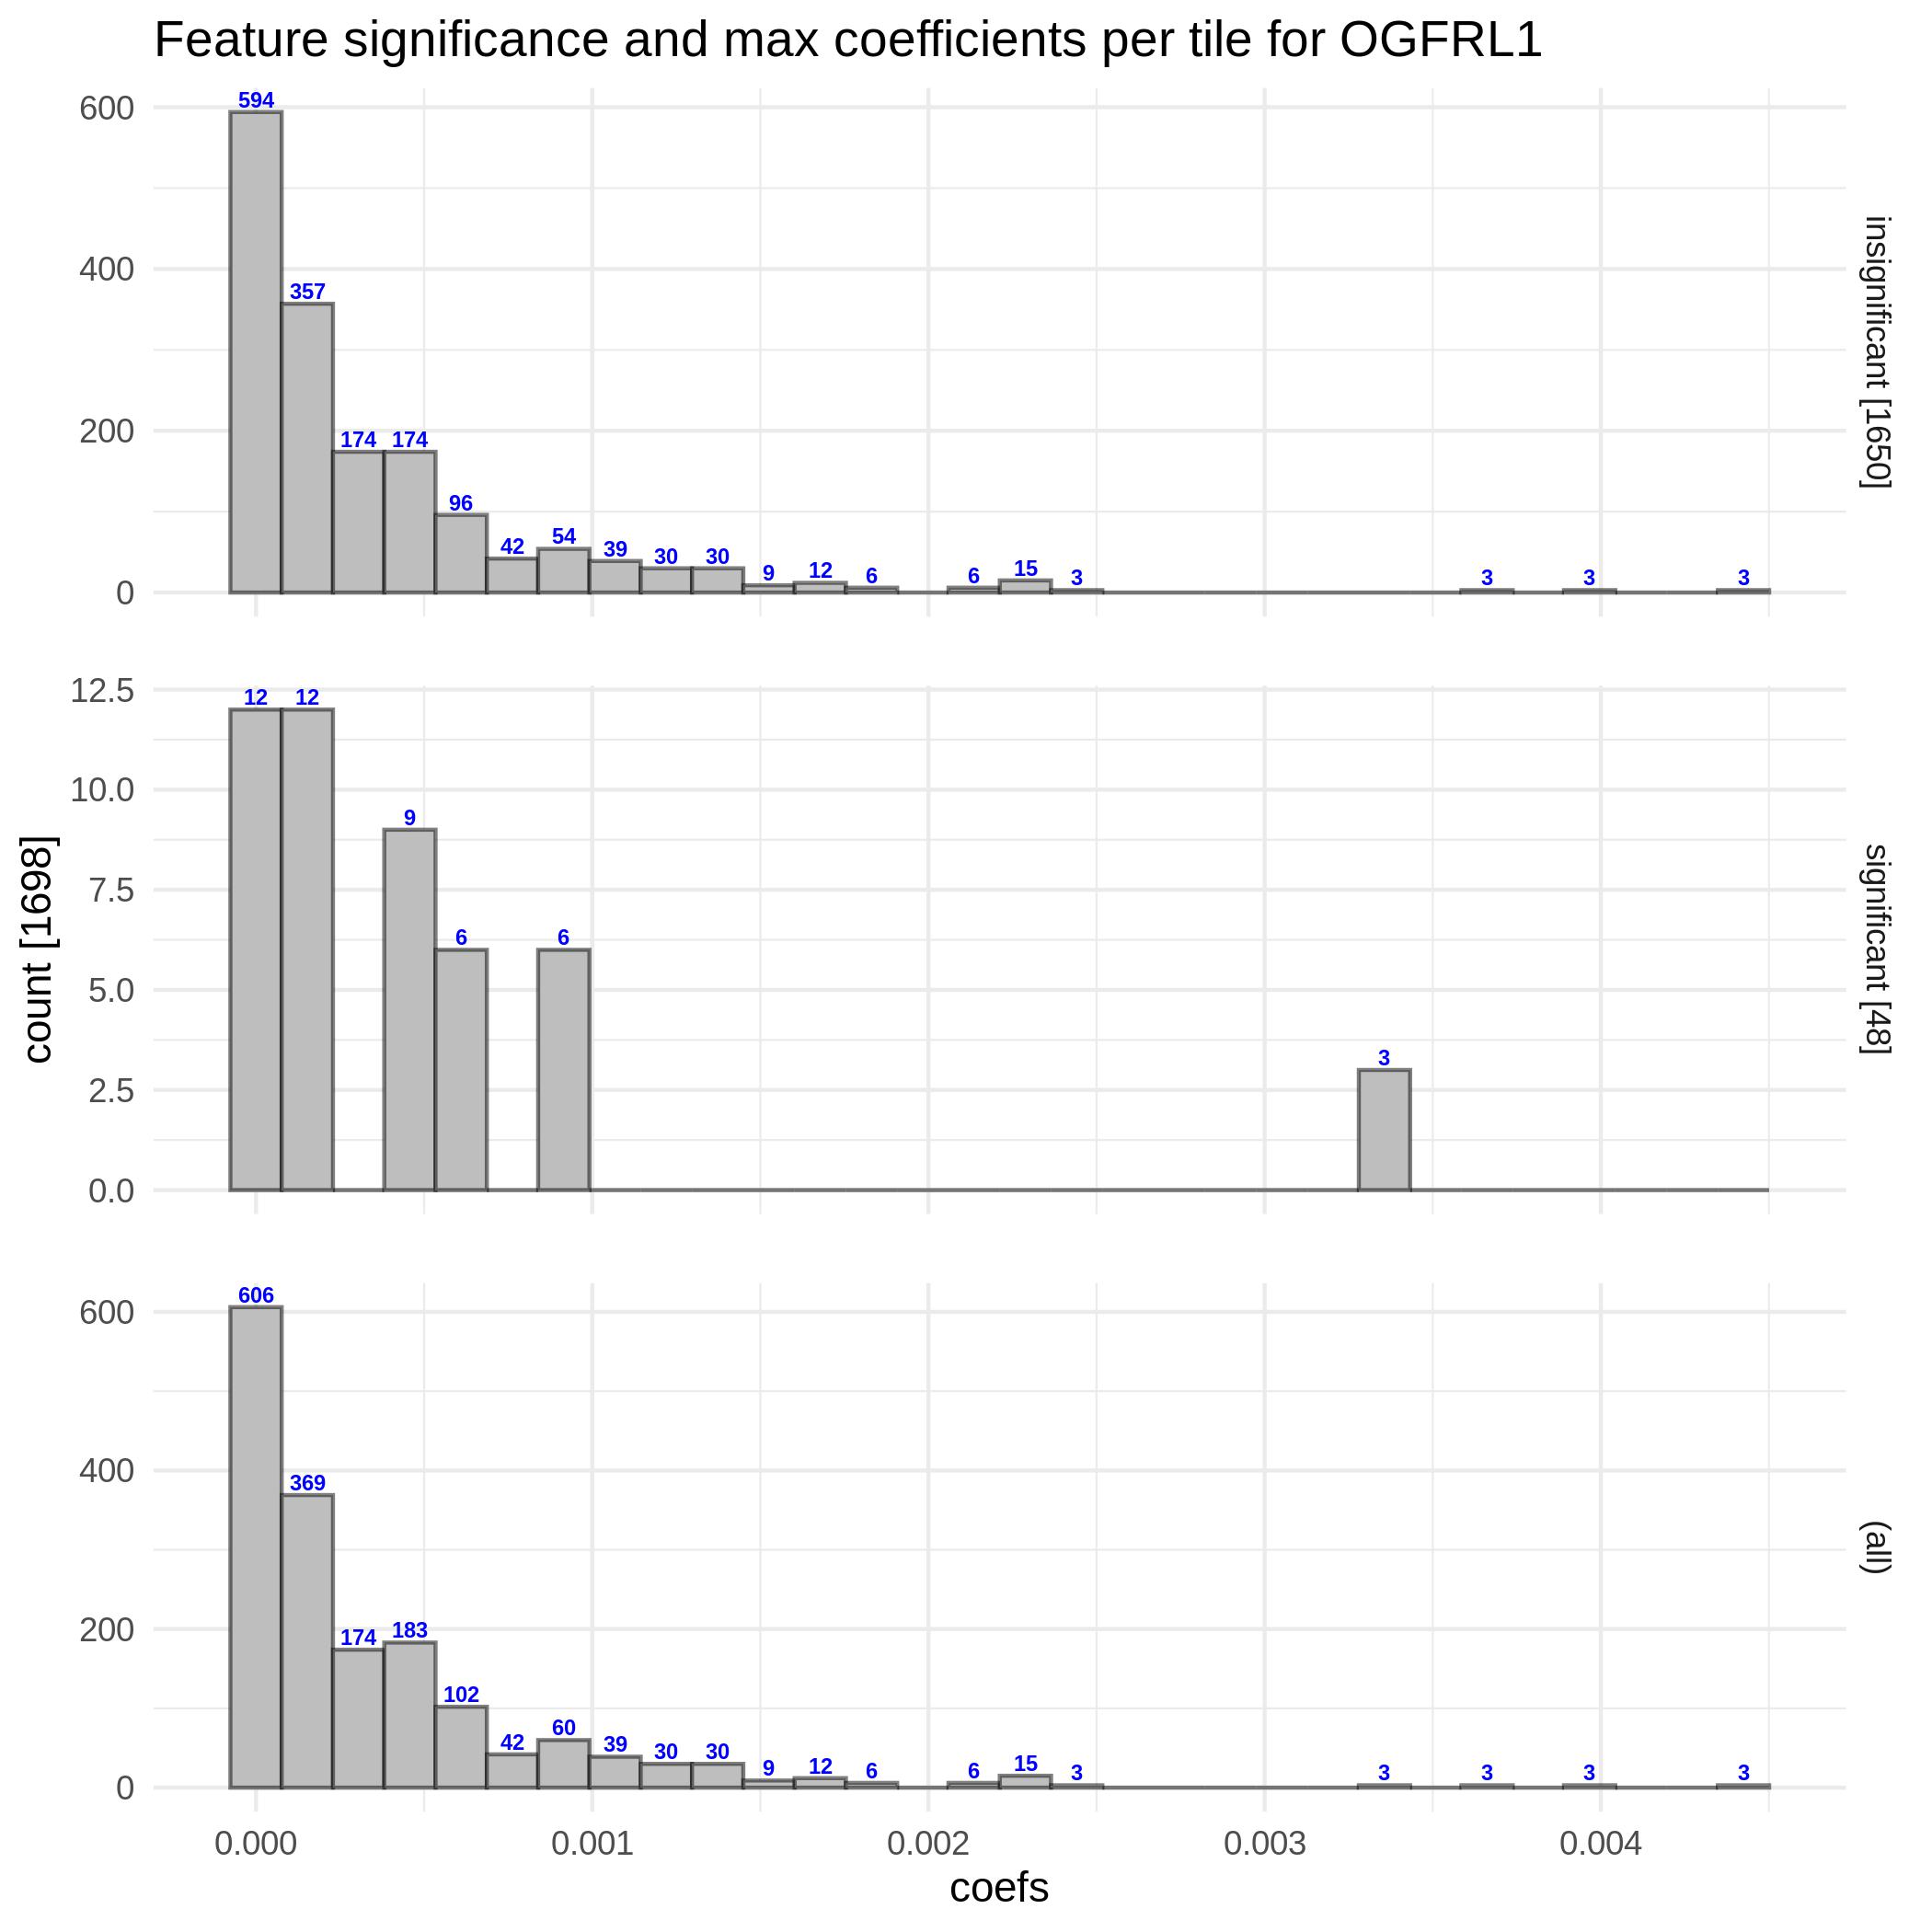 Feature significance and max coefficients per tile for OGFRL1
594
357
174 174
96
42 54 39 30 30 9 12 6 6 15 3 3 3 3
600
400
200
0
insignificant [1650]
12 12
9
6 6
3
12.5
10.0
7.5
5.0
2.5
0.0
significant [48]
count [1698]
606
369
174 183
102
42 60 39 30 30 9 12 6 6 15 3 3 3 3 3
600
400
200
0
(all)
0.000 0.001 0.002 0.003 0.004
coefs